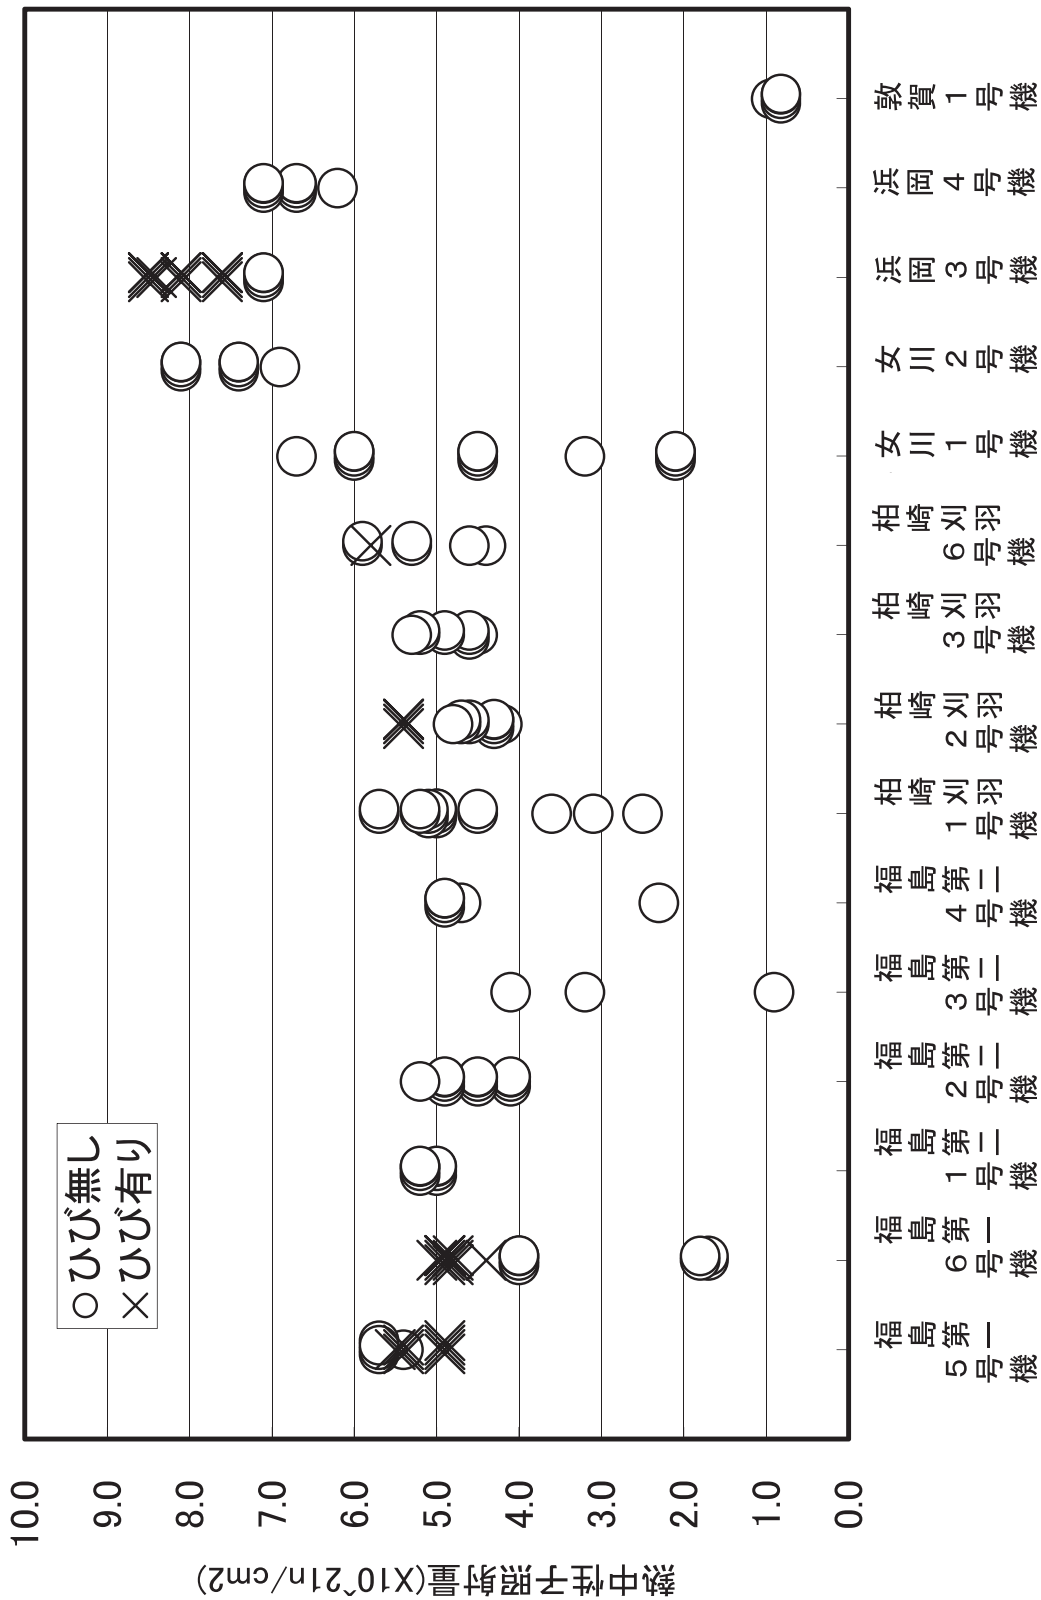 ○ひび無し
×ひび有り
熱中性子照射量(X10^21n/cm2)
10.0
9.0
8.0
7.0
6.0
5.0
4.0
3.0
2.0
1.0
0.0
福島第一
5号機
福島第一
6号機
福島第二
1号機
福島第二
2号機
福島第二
3号機
福島第二
4号機
柏崎刈羽
1号機
柏崎刈羽
2号機
柏崎刈羽
3号機
柏崎刈羽
6号機
女川1号機
女川2号機
浜岡3号機
浜岡4号機
敦賀1号機